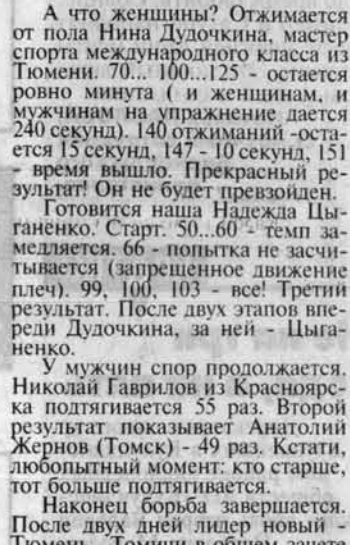 А что женщины? Отжимается
от пола Нина Дудочкина, мастер
спорта международного класса из
Тюмени. 70... 100...125 - остается
ровно минута ( и женщинам, и
мужчинам на упражнение дается
240 секунд). 140 отжиманий -оста-
ется 15 секунд, 147 - 10 секунд, 151
- время вышло. Прекрасный ре-
зультат! Он не будет превзойден.
Готовится наша Надежда Цы-
ганенко. Старт. 50...60 - темп за-
медляется. 66 - попытка не засчи-
тывается (запрещенное движение
плеч). 99, 100, 103 - все! Третий
результат. После двух этапов впе-
реди Дудочкина, за ней - Цыга-
ненко.
У мужчин спор продолжается.
Николай Гаврилов из Красноярс-
ка подтягивается 55 раз. Второй
результат показывает Анатолий
Жернов (Томск) - 49 раз. Кстати,
любопытный момент: кто старше,
тот больше подтягивается.
Наконец борьба завершается.
После двух дней лидер новый -
Тюмень. Томичи в общем зачете